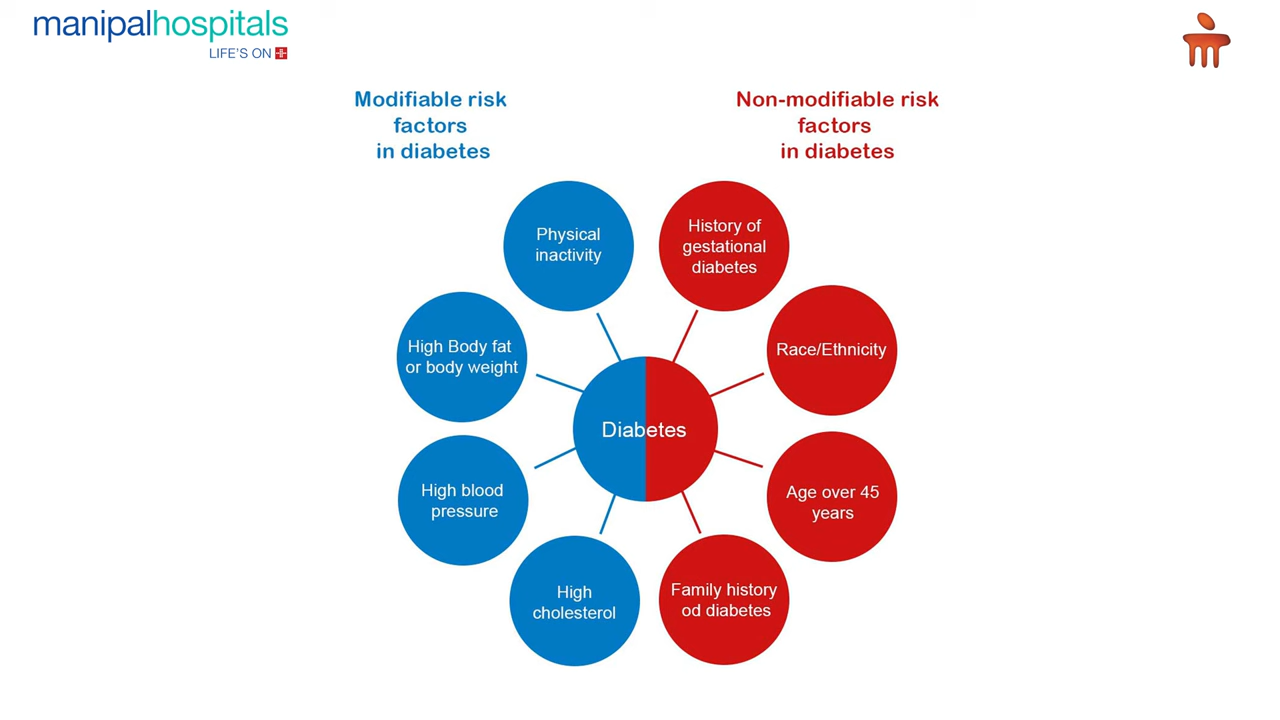 manipalhospitals
LIFE'S ON
Modifiable risk
factors
in diabetes
Non-modifiable risk
factors
in diabetes
Physical
inactivity
History of
gestational
diabetes
High Body fat
or body weight
Race/Ethnicity
Diabetes
High blood
pressure
Age over 45
years
High
cholesterol
Family history
od diabetes